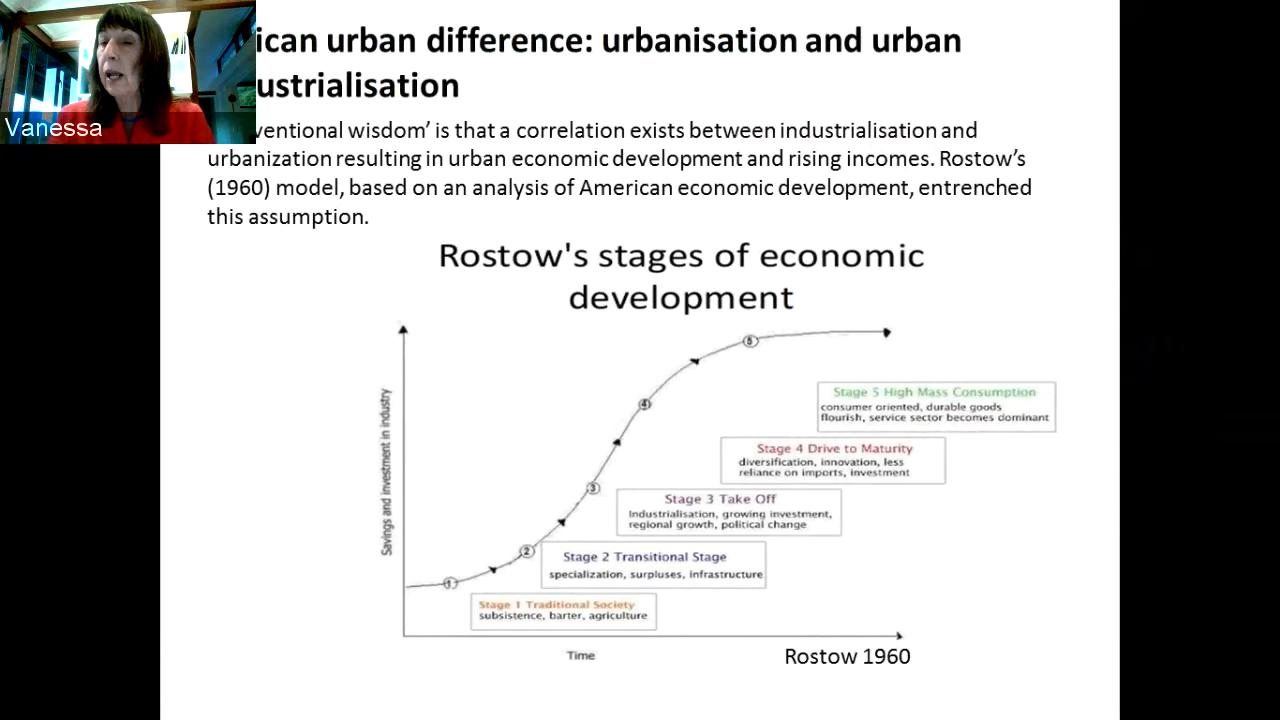 ican urban difference: urbanisation and urban
ustrialisation
ventional wisdom’ is that a correlation exists between industrialisation and
urbanization resulting in urban economic development and rising incomes. Rostow’s
(1960) model, based on an analysis of American economic development, entrenched
this assumption.
Vanessa
Rostow's stages of economic
development
Savings and investment in industry
5
4
3
2
1
Stage 5 High Mass Consumption
consumer oriented, durable goods
flourish, service sector becomes dominant
Stage 4 Drive to Maturity
diversification, innovation, less
reliance on imports, investment
Stage 3 Take Off
Industrialisation, growing investment,
regional growth, political change
Stage 2 Transitional Stage
specialization, surpluses, infrastructure
Stage 1 Traditional Society
subsistence, barter, agriculture
Time
Rostow 1960